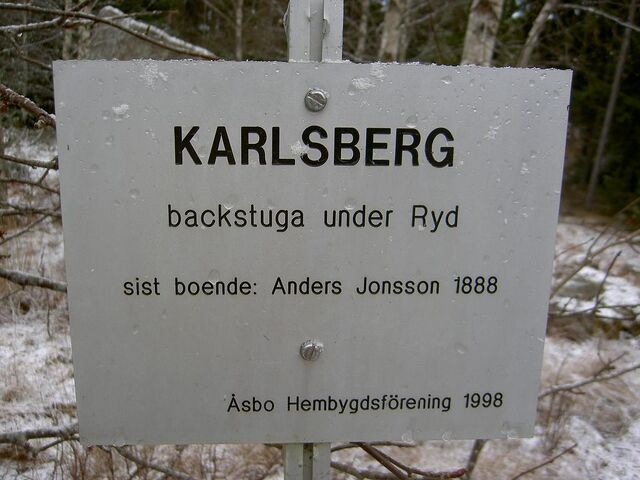 KARLSBERG
backstuga under Ryd
sist boende: Anders Jonsson 1888
Åsbo Hembygdsförening 1998